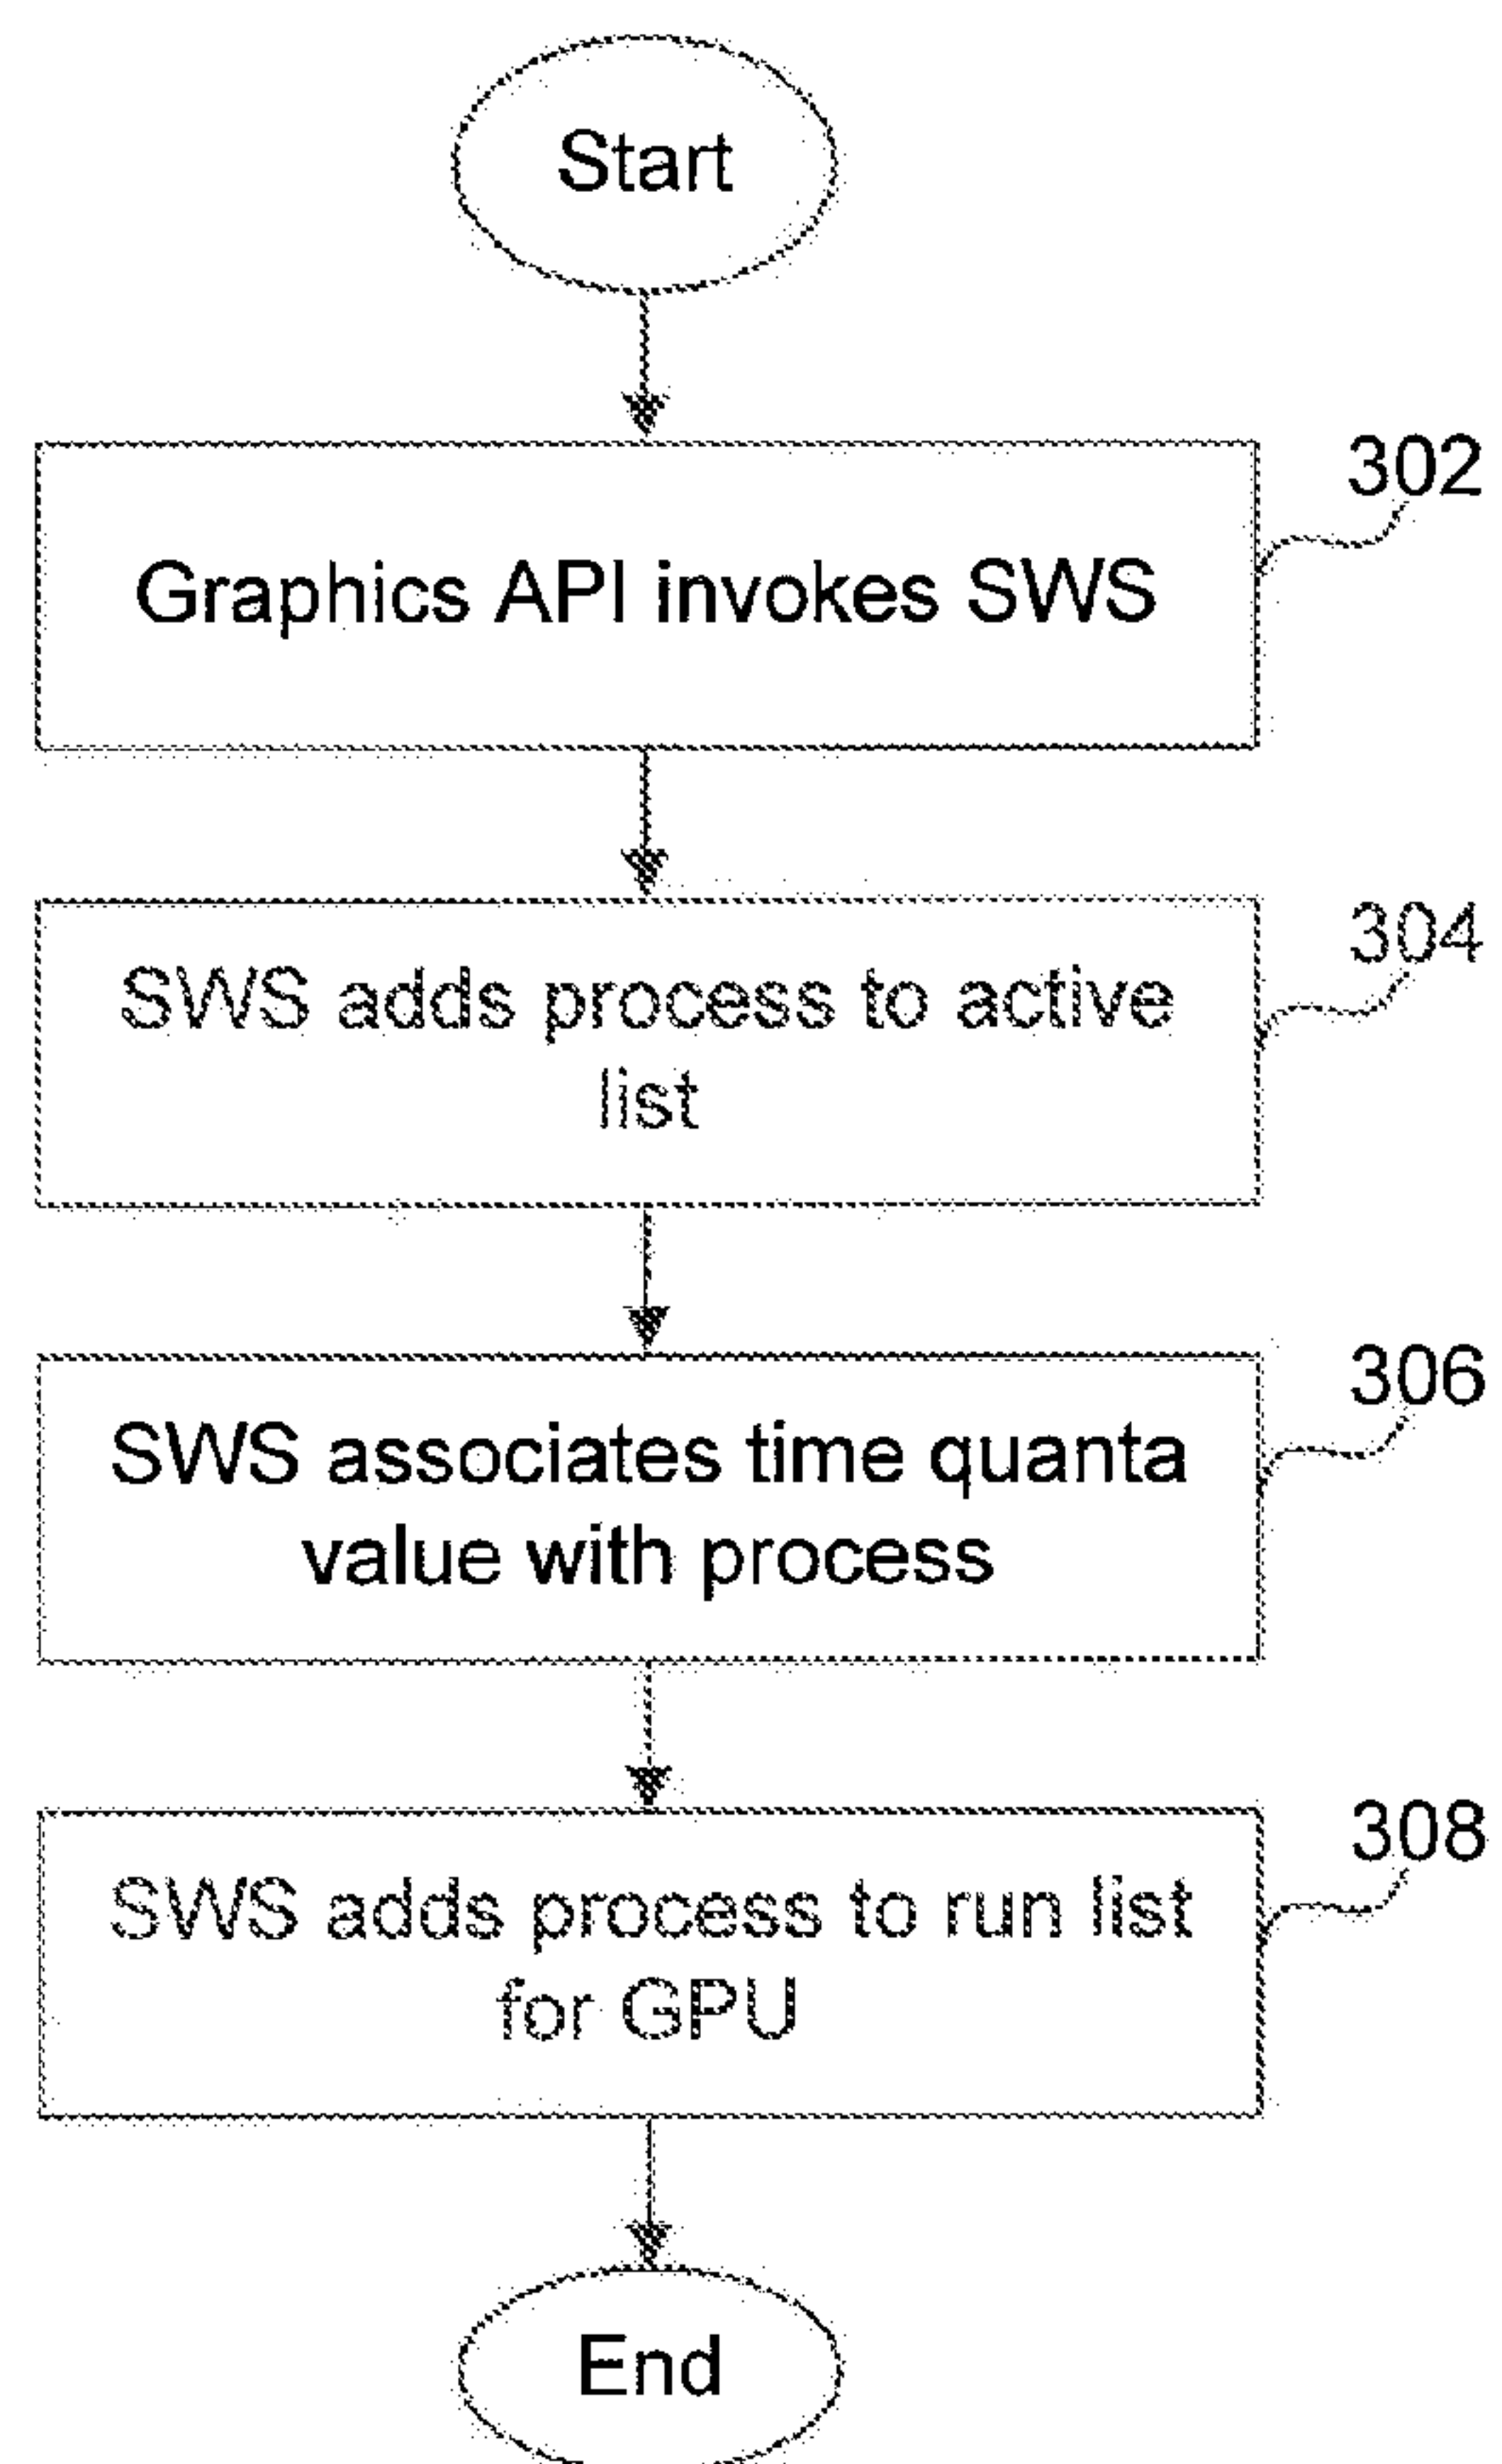 Start
302
Graphics API invokes SWS
304
SWS adds process to active
list
306
SWS associates time quanta
value with process
308
SWS adds process to run list
for GPU
End